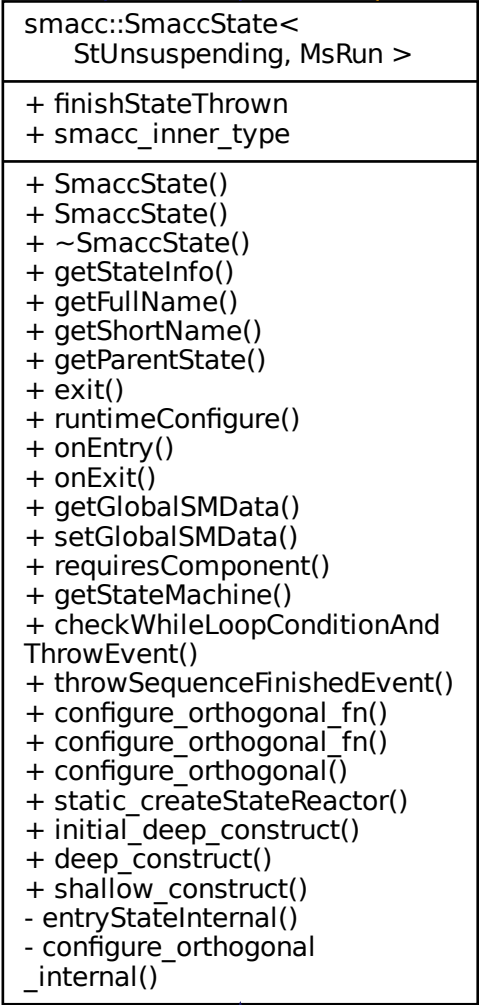 smacc::SmaccState<
StUnsuspending, MsRun >
+ finishStateThrown
+ smacc_inner_type
+ SmaccState()
+ SmaccState()
+ ~SmaccState()
+ getStateInfo()
+ getFullName()
+ getShortName()
+ getParentState()
+ exit()
+ runtimeConfigure()
+ onEntry()
+ onExit()
+ getGlobalSMData()
+ setGlobalSMData()
+ requiresComponent()
+ getStateMachine()
+ checkWhileLoopConditionAnd
ThrowEvent()
+ throwSequenceFinishedEvent()
+ configure_orthogonal_fn()
+ configure_orthogonal_fn()
+ configure_orthogonal()
+ static_createStateReactor()
+ initial_deep_construct()
+ deep_construct()
+ shallow_construct()
- entryStateInternal()
- configure_orthogonal
_internal()